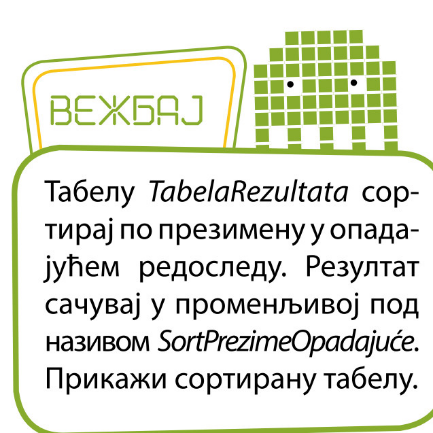 ВЕЖБАЈ
Табелу TabelaRezultata сор-
тирај по презимену у опада-
јућем редоследу. Резултат
сачувај у променљивој под
називом SortPrezimeOpadajuće.
Прикажи сортирану табелу.